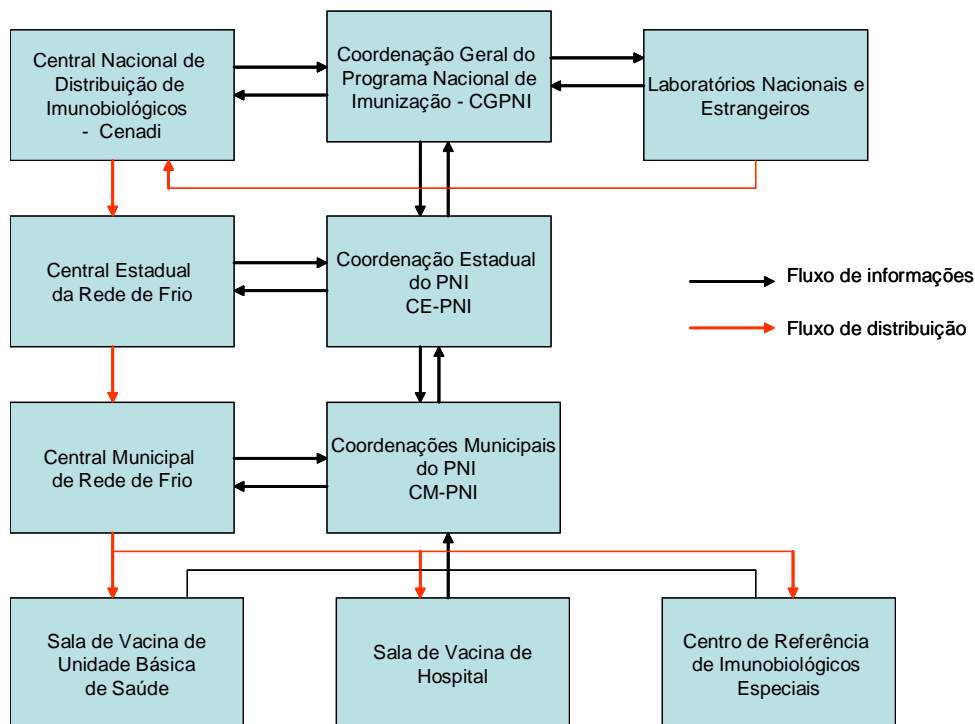 Central Nacional de
Distribuição de
Imunobiológicos
- Cenadi
Coordenação Geral do
Programa Nacional de
Imunização - CGPNI
Laboratórios Nacionais e
Estrangeiros
Central Estadual
da Rede de Frio
Coordenação Estadual
do PNI
CE-PNI
Fluxo de informações
Fluxo de distribuição
Central Municipal
de Rede de Frio
Coordenações Municipais
do PNI
CM-PNI
Sala de Vacina de
Unidade Básica
de Saúde
Sala de Vacina de
Hospital
Centro de Referência
de Imunobiológicos
Especiais